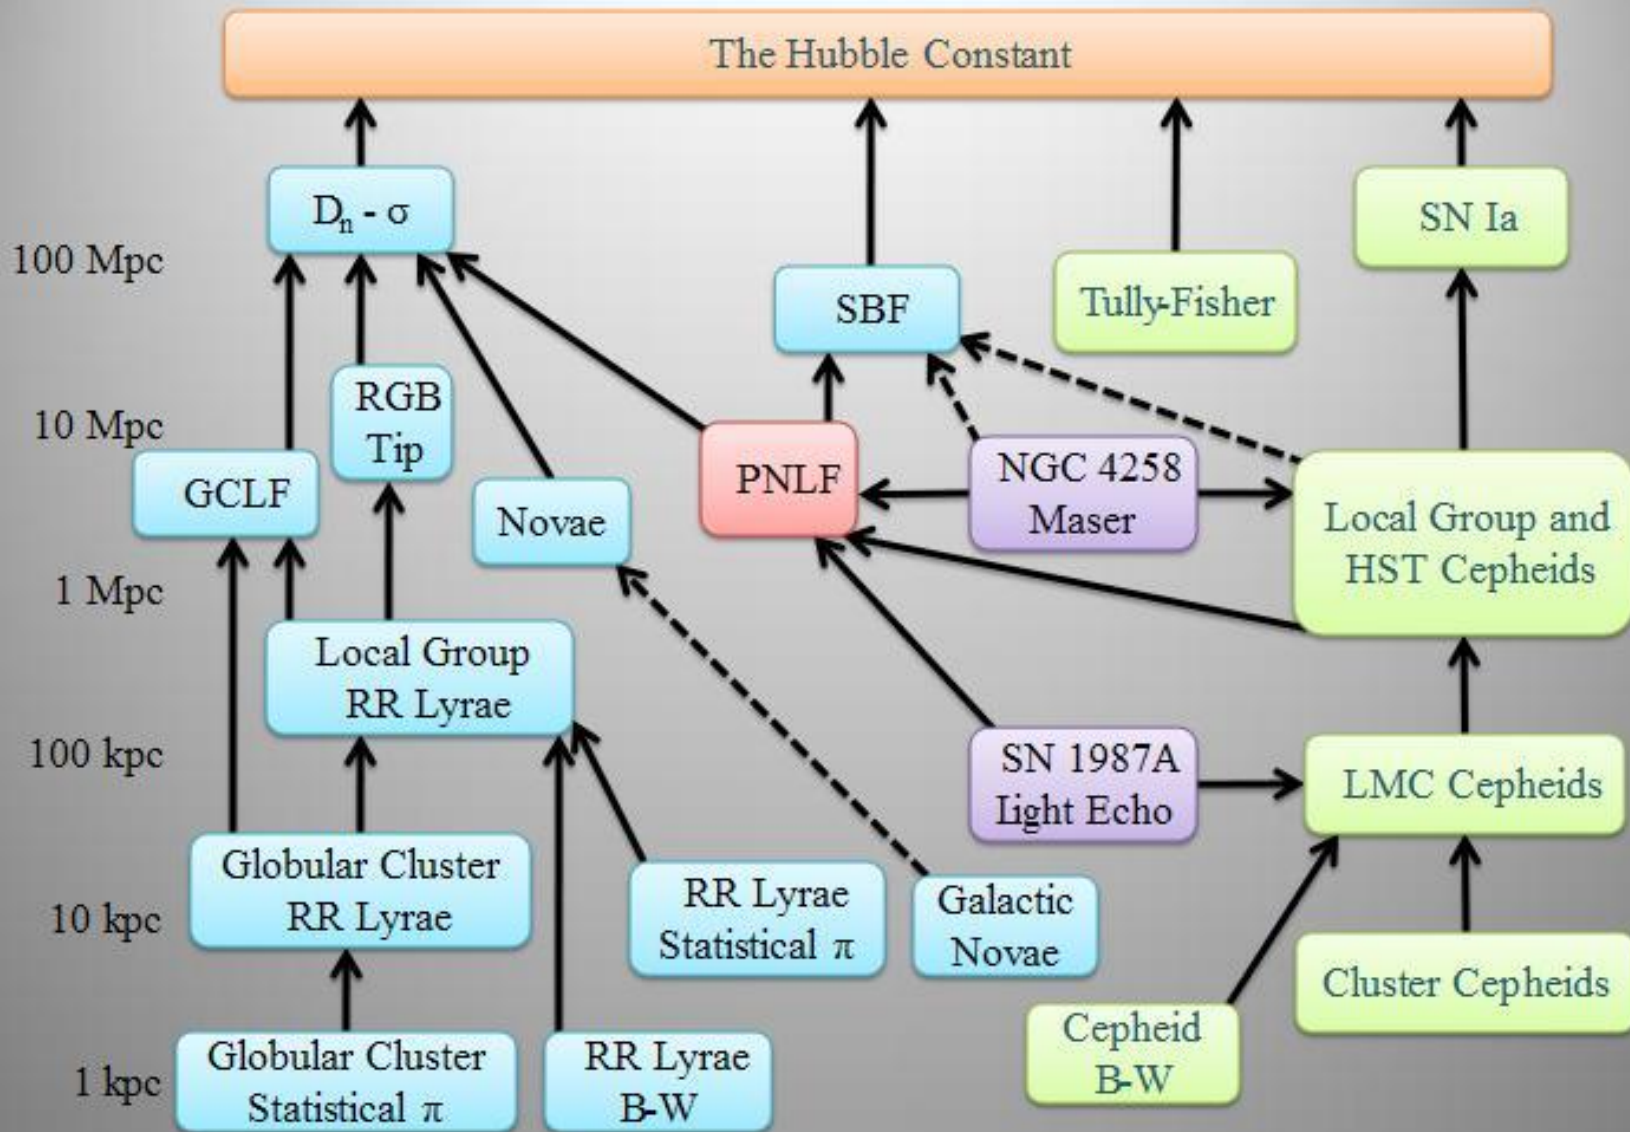 The Hubble Constant
Dₙ - σ
SN Ia
100 Mpc
SBF
Tully-Fisher
RGB
Tip
10 Mpc
GCLF
Novae
PNLF
NGC 4258
Maser
Local Group and
HST Cepheids
1 Mpc
Local Group
RR Lyrae
100 kpc
SN 1987A
Light Echo
LMC Cepheids
Globular Cluster
RR Lyrae
10 kpc
RR Lyrae
Statistical π
Galactic
Novae
Cluster Cepheids
Cepheid
B-W
1 kpc
Globular Cluster
Statistical π
RR Lyrae
B-W